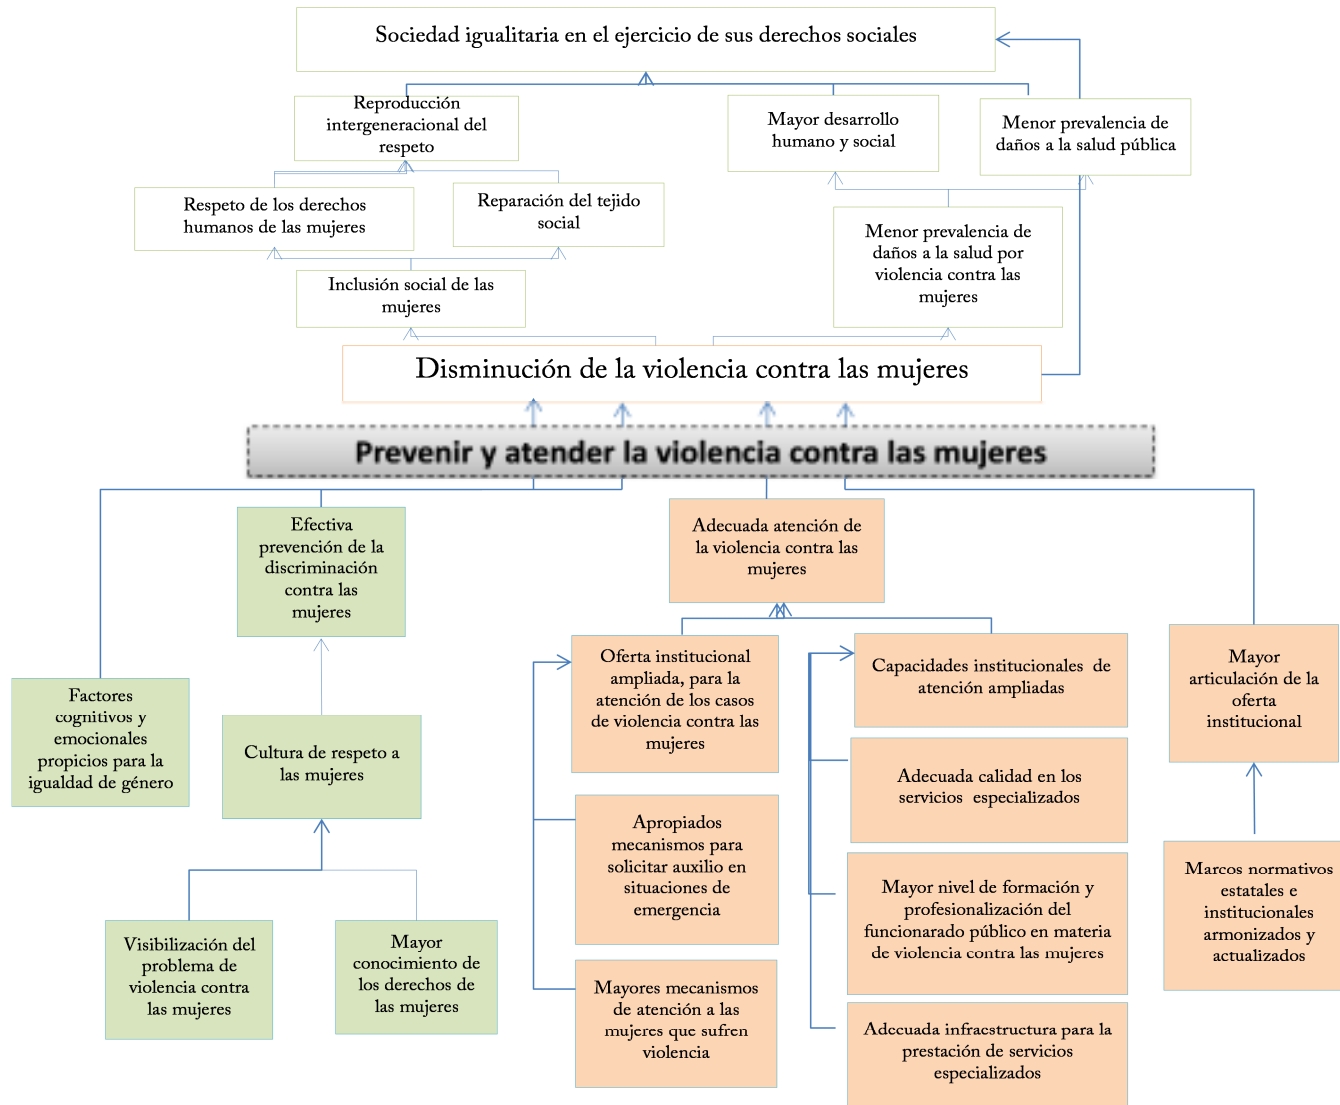 Sociedad igualitaria en el ejercicio de sus derechos sociales
Reproducción
intergeneracional del
respeto
Mayor desarrollo
humano y social
Menor prevalencia de
daños a la salud pública
Respeto de los derechos
humanos de las mujeres
Reparación del tejido
social
Menor prevalencia de
daños a la salud por
violencia contra las
mujeres
Inclusión social de las
mujeres
Disminución de la violencia contra las mujeres
Prevenir y atender la violencia contra las mujeres
Efectiva
prevención de la
discriminación
contra las
mujeres
Adecuada atención de
la violencia contra las
mujeres
Factores
cognitivos y
emocionales
propicios para la
igualdad de género
Cultura de respeto a
las mujeres
Oferta institucional
ampliada, para la
atención de los casos
de violencia contra las
mujeres
Capacidades institucionales de
atención ampliadas
Mayor
articulación de la
oferta
institucional
Adecuada calidad en los
servicios especializados
Apropiados
mecanismos para
solicitar auxilio en
situaciones de
emergencia
Mayor nivel de formación y
profesionalización del
funcionarado público en materia
de violencia contra las mujeres
Marcos normativos
estatales e
institucionales
armonizados y
actualizados
Visibilización del
problema de
violencia contra
las mujeres
Mayor
conocimiento de
los derechos de
las mujeres
Mayores mecanismos
de atención a las
mujeres que sufren
violencia
Adecuada infraestructura para la
prestación de servicios
especializados